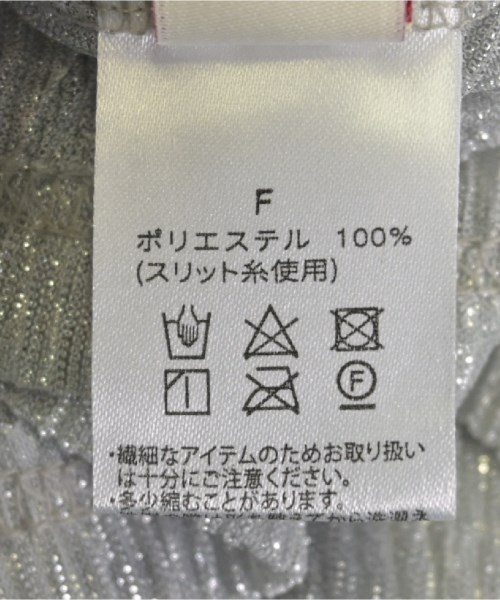 F
ポリエステル 100%
(スリット糸使用)
F
・繊細なアイテムのためお取り扱い
は十分にご注意ください。
・多少縮むことがあります。